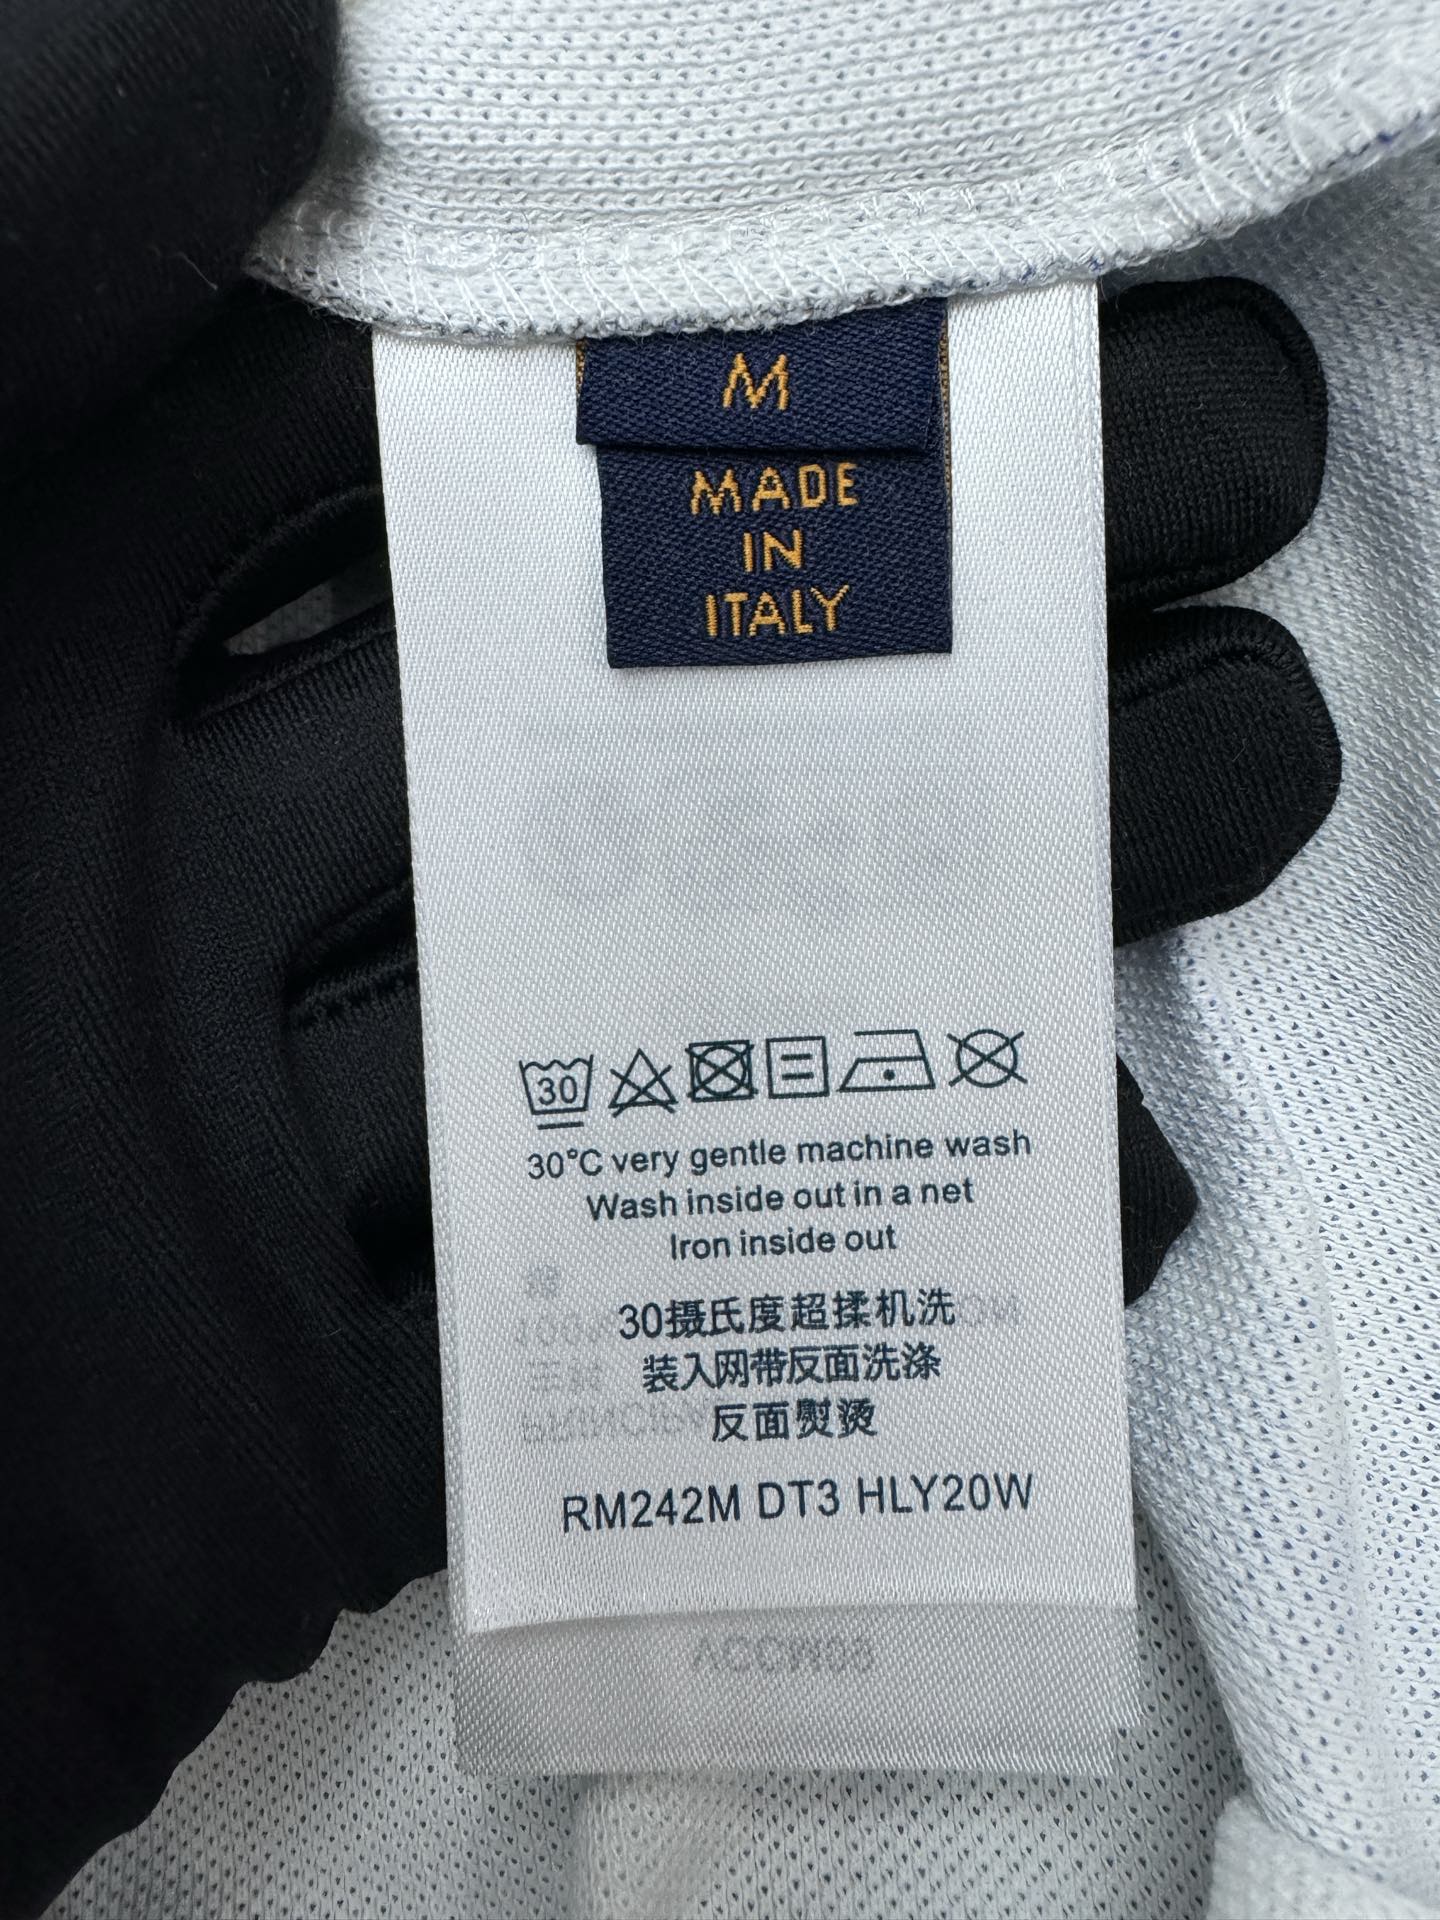 M
MADE
IN
ITALY
30
30°C very gentle machine wash
Wash inside out in a net
Iron inside out
30摄氏度超揉机洗
装入网带反面洗涤
反面熨烫
RM242M DT3 HLY20W